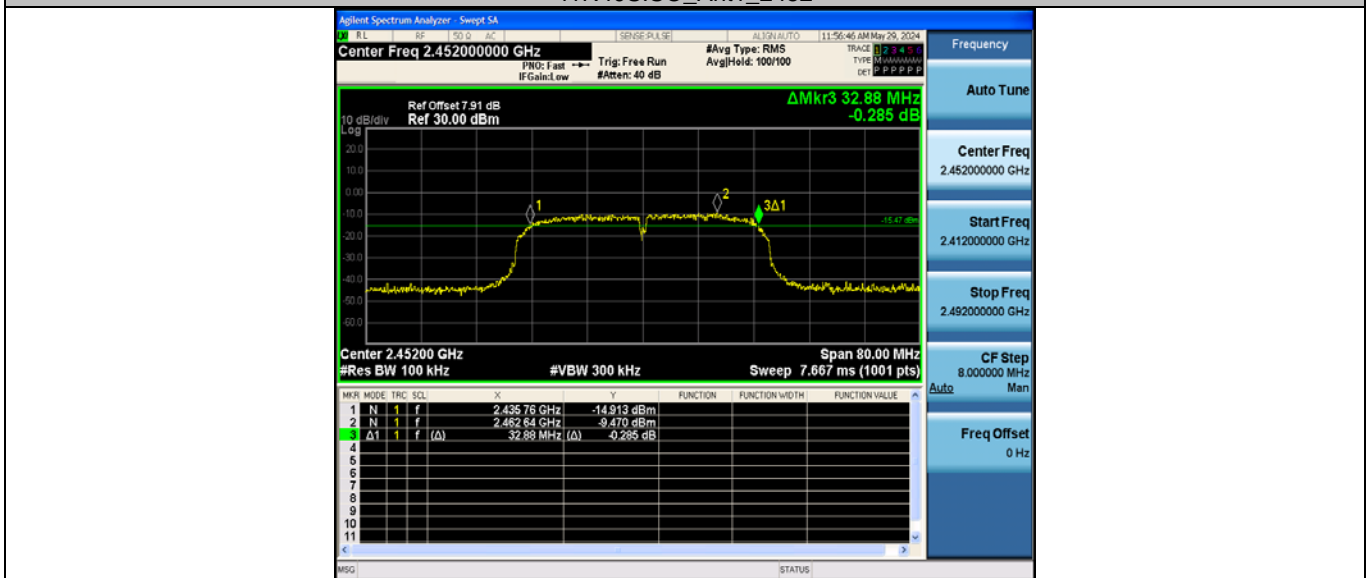 Agilent Spectrum Analyzer - Swept SA
RL RF 50 Ω AC SENSE:PULSE ALIGN AUTO 11:56:46 AM May 29, 2024
Center Freq 2.452000000 GHz #Avg Type: RMS TRACE 1 2 3 4 5 6
PNO: Fast Trig: Free Run Avg|Hold: 100/100 TYPE M
IFGain:Low #Atten: 40 dB DET P P P P P P
Ref Offset 7.91 dB ΔMkr3 32.88 MHz
10 dB/div Ref 30.00 dBm -0.285 dB
Log
20.0
10.0
0.00
-10.0
-20.0
-30.0
-40.0
-50.0
-60.0
1
2
3Δ1
-15.47 dBm
Center 2.45200 GHz Span 80.00 MHz
#Res BW 100 kHz #VBW 300 kHz Sweep 7.667 ms (1001 pts)
MKR MODE TRC SCL X Y FUNCTION FUNCTION WIDTH FUNCTION VALUE
1 N 1 f 2.435 76 GHz -14.913 dBm
2 N 1 f 2.462 64 GHz -9.470 dBm
3 Δ1 1 f (Δ) 32.88 MHz (Δ) -0.285 dB
4
5
6
7
8
9
10
11
MSG STATUS
Frequency
Auto Tune
Center Freq
2.452000000 GHz
Start Freq
2.412000000 GHz
Stop Freq
2.492000000 GHz
CF Step
8.000000 MHz
Auto Man
Freq Offset
0 Hz